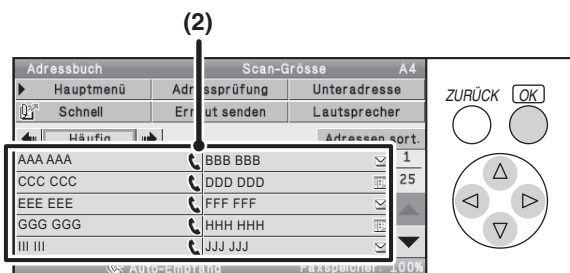 (2)
Adressbuch Scan-Grösse A4
Hauptmenü Adressprüfung Unteradresse
Schnell Erneut senden Lautsprecher
Häufig Adressen sort.
AAA AAA BBB BBB 1
CCC CCC DDD DDD 25
EEE EEE FFF FFF
GGG GGG HHH HHH
III III JJJ JJJ
Auto-Empfang Faxspeicher: 100%
ZURÜCK OK